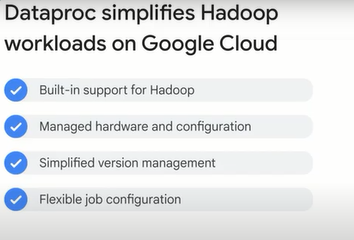 Dataproc simplifies Hadoop
workloads on Google Cloud
Built-in support for Hadoop
Managed hardware and configuration
Simplified version management
Flexible job configuration